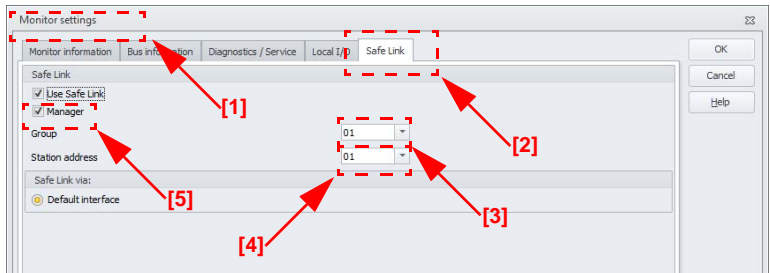 Monitor settings
Monitor information Bus information Diagnostics / Service Local I/O Safe Link
OK
Safe Link
Cancel
Use Safe Link
Help
Manager
[1]
Group 01
[2]
Station address 01
Safe Link via:
[5]
[3]
Default interface
[4]